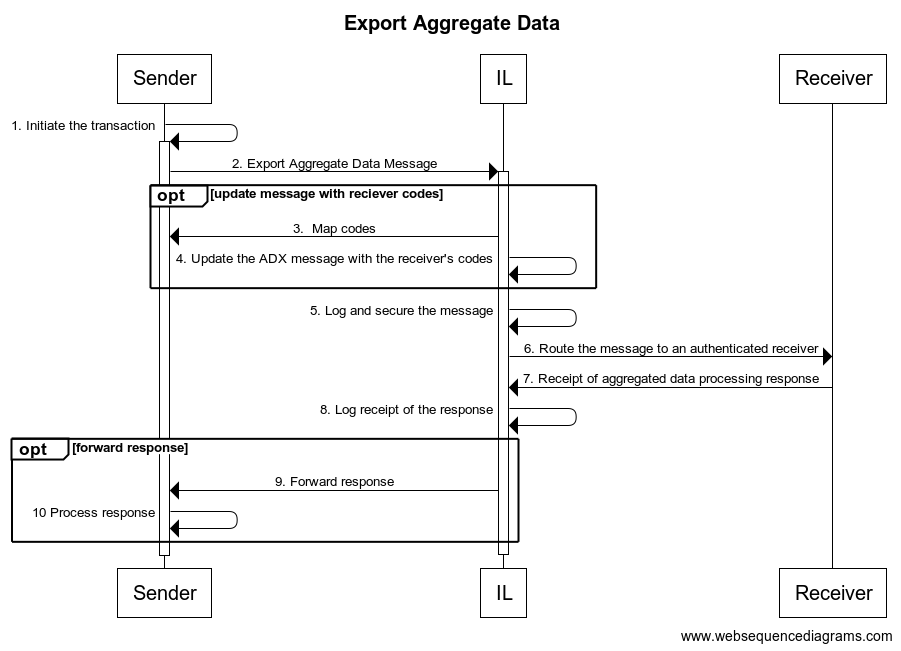 Export Aggregate Data
Sender
IL
Receiver
1. Initiate the transaction
2. Export Aggregate Data Message
opt
[update message with reciever codes]
3.  Map codes
4. Update the ADX message with the receiver's codes
5. Log and secure the message
6. Route the message to an authenticated receiver
7. Receipt of aggregated data processing response
8. Log receipt of the response
opt
[forward response]
9. Forward response
10 Process response
Sender
IL
Receiver
www.websequencediagrams.com